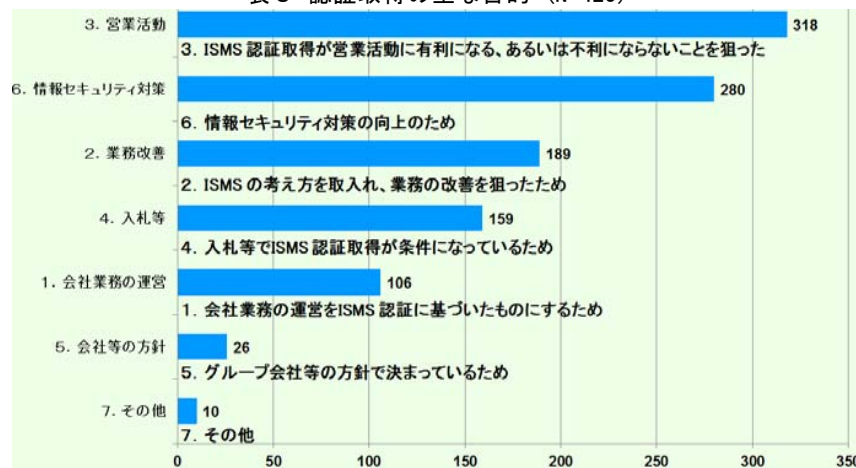 3. 営業活動
318
3. ISMS 認証取得が営業活動に有利になる、あるいは不利にならないことを狙った
6. 情報セキュリティ対策
280
6. 情報セキュリティ対策の向上のため
2. 業務改善
189
2. ISMS の考え方を取入れ、業務の改善を狙ったため
4. 入札等
159
4. 入札等でISMS 認証取得が条件になっているため
1. 会社業務の運営
106
1. 会社業務の運営をISMS 認証に基づいたものにするため
5. 会社等の方針
26
5. グループ会社等の方針で決まっているため
7. その他
10
7. その他
0 50 100 150 200 250 300 350